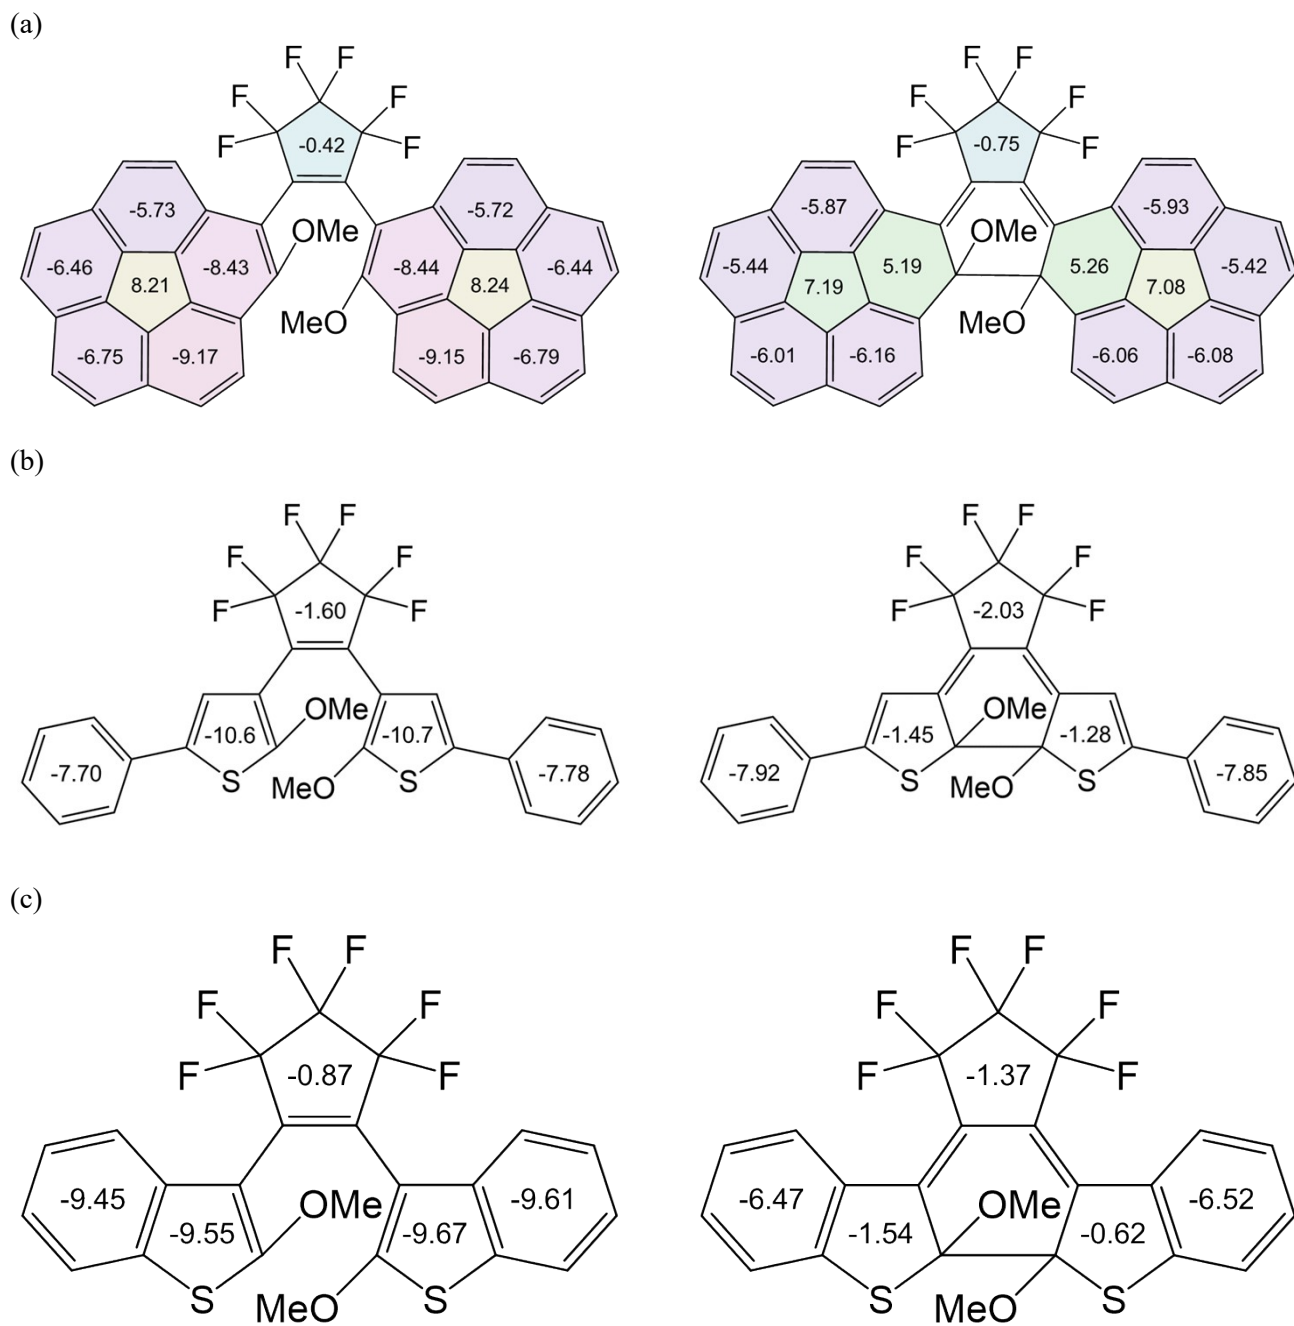 (a)
F F F F
F F F F
F -0.42 F F -0.75 F
-5.73 OMe -5.72 -5.87 OMe -5.93
-6.46 -8.43 -8.44 -6.44 -5.44 5.19 5.26 -5.42
8.21 8.24 7.19 7.08
MeO MeO
-6.75 -9.17 -9.15 -6.79 -6.01 -6.16 -6.06 -6.08
(b)
F F F F
F F F F
F -1.60 F F -2.03 F
OMe OMe
-10.6 -10.7 -1.45 -1.28
-7.70 S MeO S -7.78 -7.92 S MeO S -7.85
(c)
F F F F
F F F F
F -0.87 F F -1.37 F
-9.45 OMe -9.61 -6.47 OMe -6.52
-9.55 -9.67 -1.54 -0.62
S MeO S S MeO S